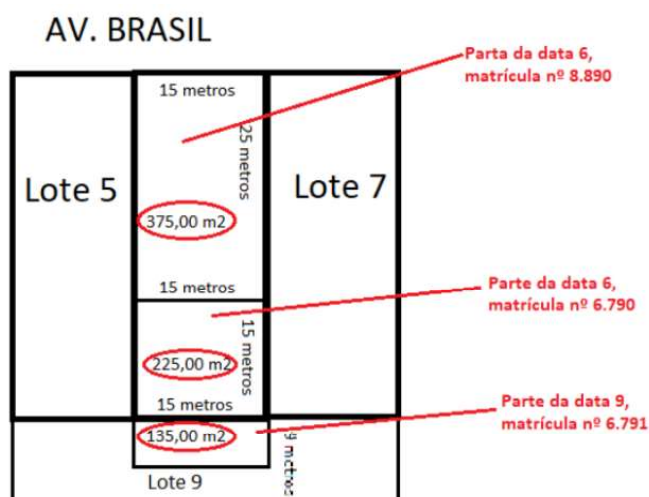 AV. BRASIL
Parta da data 6,
matrícula nº 8.890
15 metros
25 metros
Lote 5
Lote 7
375,00 m2
15 metros
Parte da data 6,
matrícula nº 6.790
15 metros
225,00 m2
15 metros
Parte da data 9,
matrícula nº 6.791
135,00 m2
9 metros
Lote 9